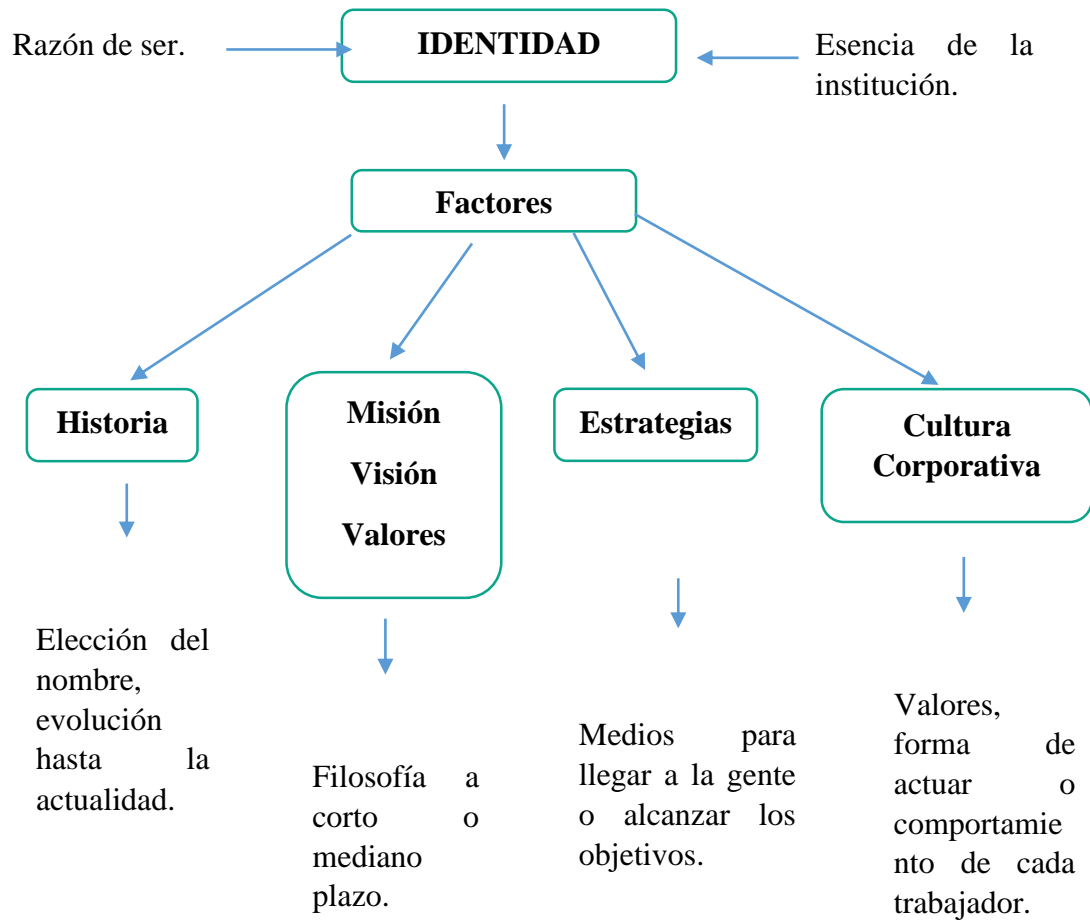 Razón de ser.
IDENTIDAD
Esencia de la
institución.
Factores
Historia
Misión
Visión
Valores
Estrategias
Cultura
Corporativa
Elección del
nombre,
evolución
hasta la
actualidad.
Filosofía a
corto o
mediano
plazo.
Medios para
llegar a la gente
o alcanzar los
objetivos.
Valores,
forma de
actuar o
comportamie
nto de cada
trabajador.